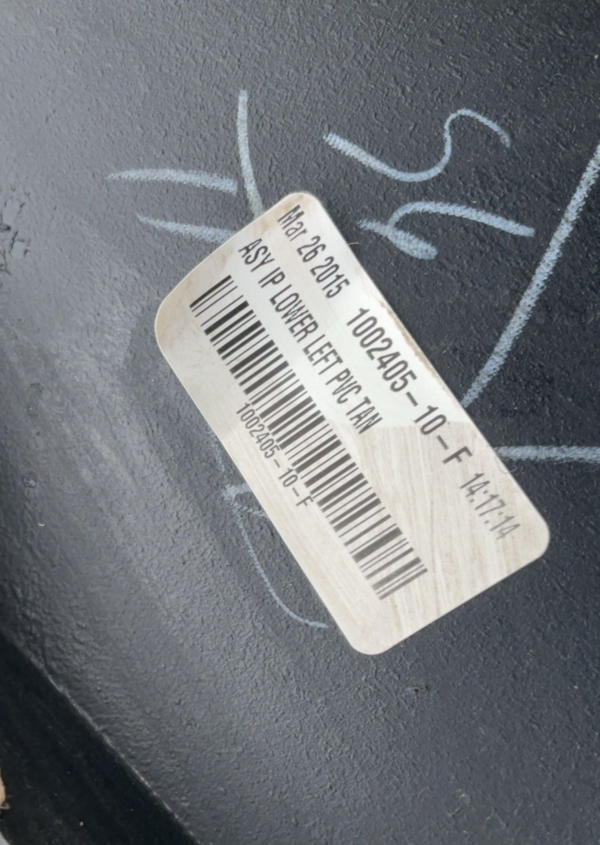 Mar 26 2015 1002405-10-F 14:17:14
ASY IP LOWER LEFT PVC TAN
1002405-10-F